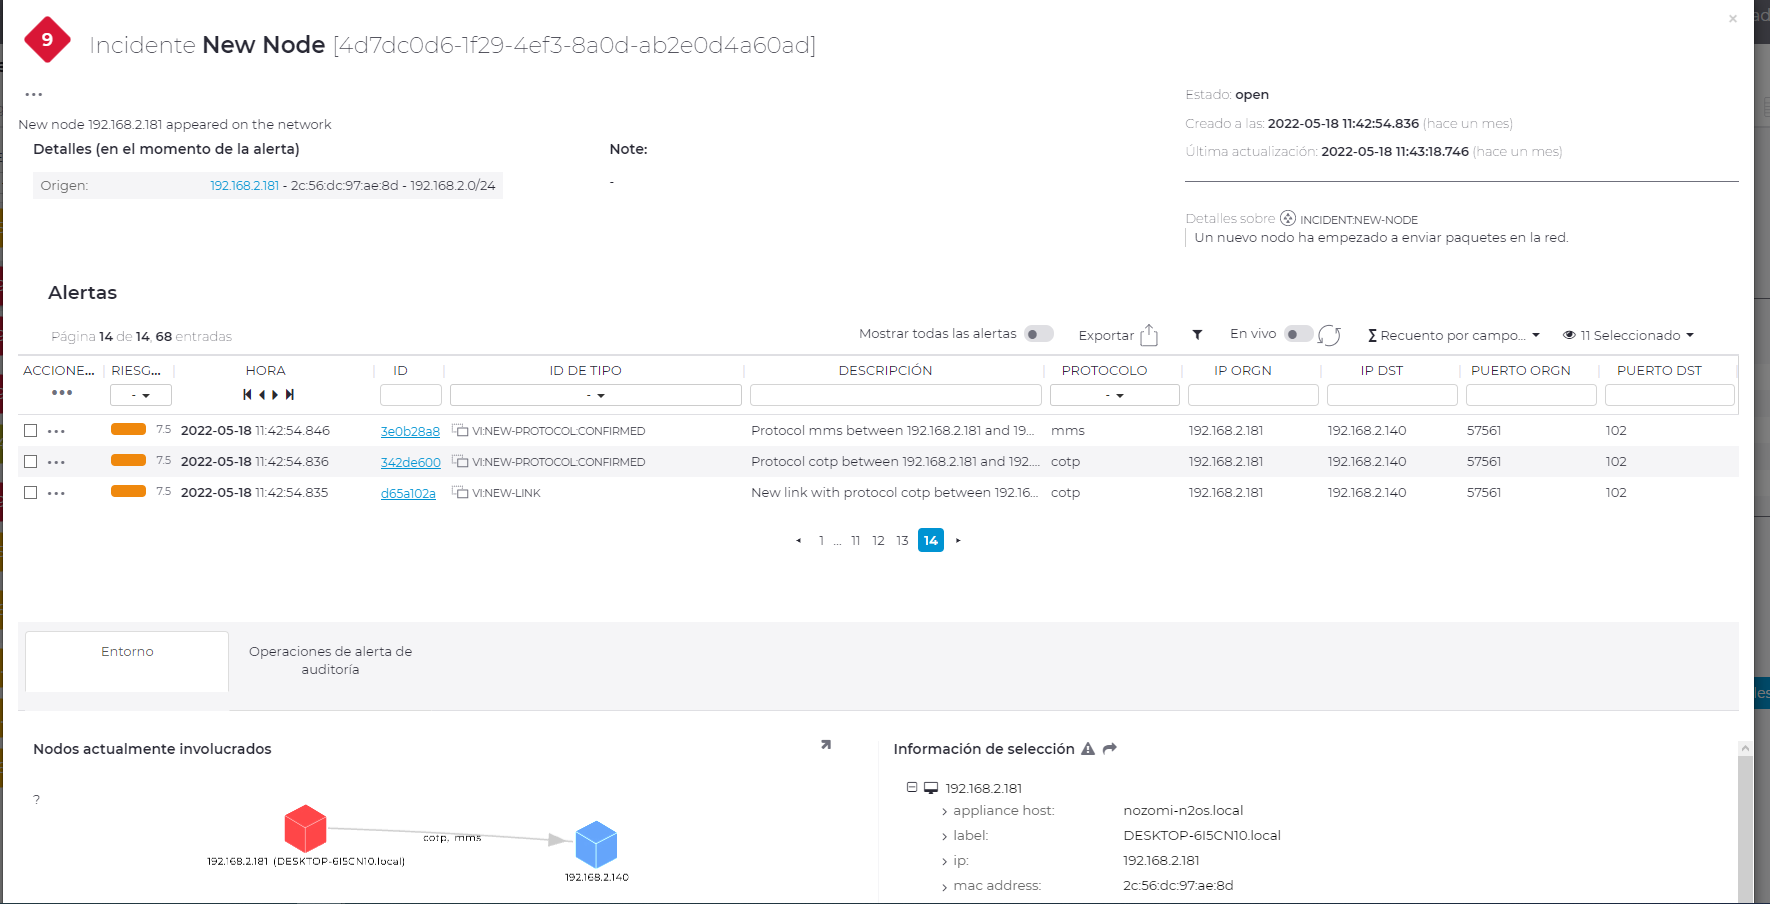 9
Incidente New Node [4d7dc0d6-1f29-4ef3-8a0d-ab2e0d4a60ad]
×
...
New node 192.168.2.181 appeared on the network
Detalles (en el momento de la alerta)
Origen: 192.168.2.181 - 2c:56:dc:97:ae:8d - 192.168.2.0/24
Note:
-
Estado: open
Creado a las: 2022-05-18 11:42:54.836 (hace un mes)
Última actualización: 2022-05-18 11:43:18.746 (hace un mes)
Detalles sobre INCIDENT:NEW-NODE
Un nuevo nodo ha empezado a enviar paquetes en la red.
Alertas
Página 14 de 14, 68 entradas
Mostrar todas las alertas Exportar En vivo Σ Recuento por campo... 11 Seleccionado
ACCIONE... RIESG... HORA ID ID DE TIPO DESCRIPCIÓN PROTOCOLO IP ORGN IP DST PUERTO ORGN PUERTO DST
... - - -
... 7.5 2022-05-18 11:42:54.846 3e0b28a8 VI:NEW-PROTOCOL:CONFIRMED Protocol mms between 192.168.2.181 and 19... mms 192.168.2.181 192.168.2.140 57561 102
... 7.5 2022-05-18 11:42:54.836 342de600 VI:NEW-PROTOCOL:CONFIRMED Protocol cotp between 192.168.2.181 and 192.... cotp 192.168.2.181 192.168.2.140 57561 102
... 7.5 2022-05-18 11:42:54.835 d65a102a VI:NEW-LINK New link with protocol cotp between 192.16... cotp 192.168.2.181 192.168.2.140 57561 102
1 ... 11 12 13 14
Entorno
Operaciones de alerta de
auditoría
Nodos actualmente involucrados
?
cotp, mms
192.168.2.181 (DESKTOP-6I5CN10.local)
192.168.2.140
Información de selección
192.168.2.181
appliance host: nozomi-n2os.local
label: DESKTOP-6I5CN10.local
ip: 192.168.2.181
mac address: 2c:56:dc:97:ae:8d